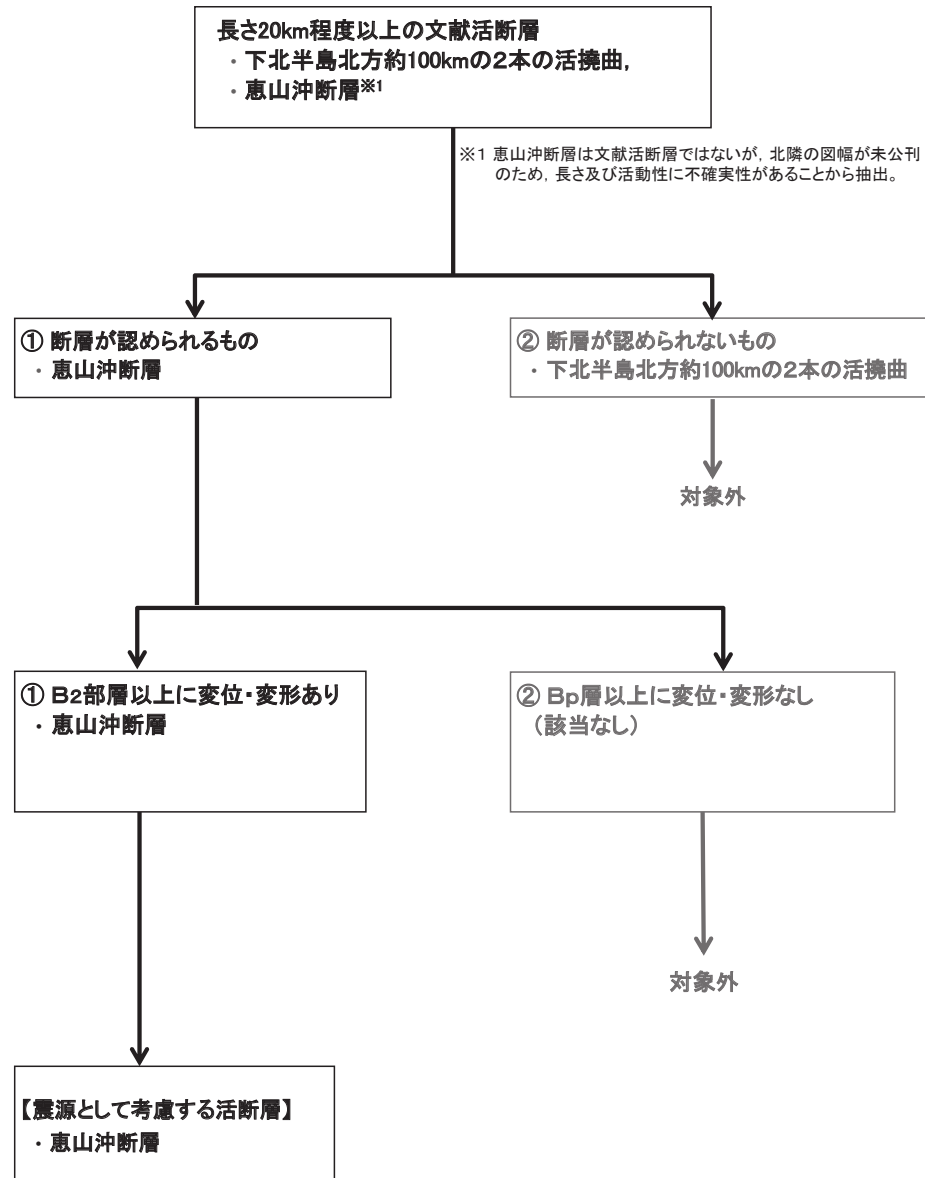 長さ20km程度以上の文献活断層
・下北半島北方約100kmの2本の活撓曲,
・恵山沖断層※1
※1 恵山沖断層は文献活断層ではないが, 北隣の図幅が未公刊
のため, 長さ及び活動性に不確実性があることから抽出。
① 断層が認められるもの
・恵山沖断層
② 断層が認められないもの
・下北半島北方約100kmの2本の活撓曲
対象外
① B2部層以上に変位・変形あり
・恵山沖断層
② Bp層以上に変位・変形なし
（該当なし）
対象外
【震源として考慮する活断層】
・恵山沖断層